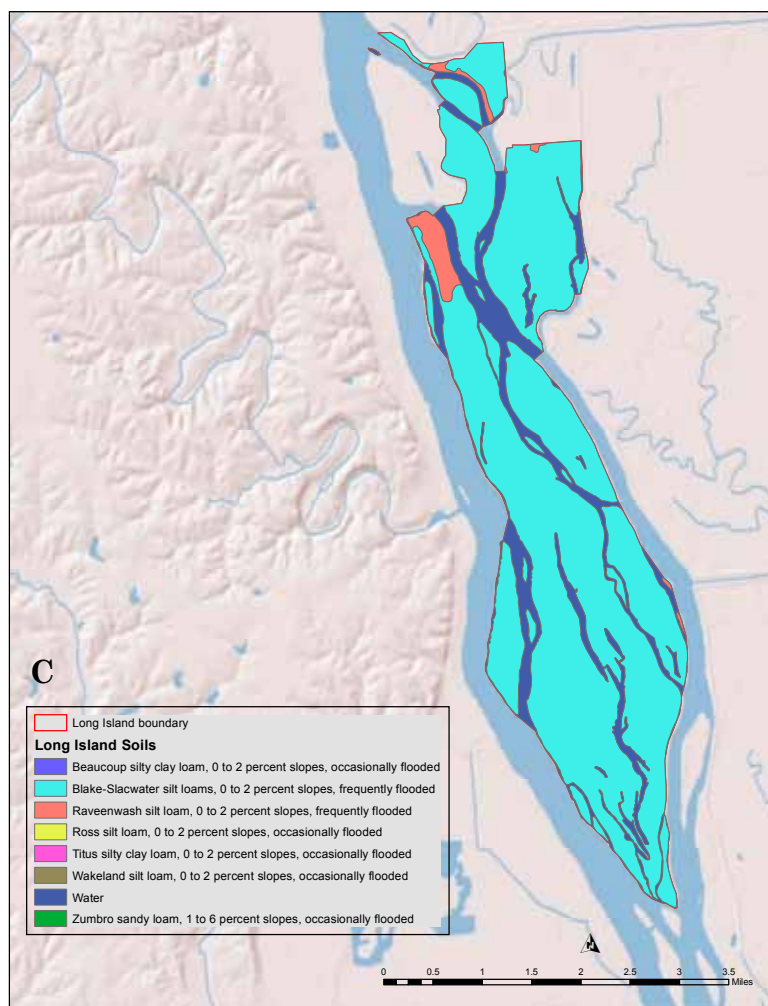 C
Long Island boundary
Long Island Soils
Beaucoup silty clay loam, 0 to 2 percent slopes, occasionally flooded
Blake-Slacwater silt loams, 0 to 2 percent slopes, frequently flooded
Raveenwash silt loam, 0 to 2 percent slopes, frequently flooded
Ross silt loam, 0 to 2 percent slopes, occasionally flooded
Titus silty clay loam, 0 to 2 percent slopes, occasionally flooded
Wakeland silt loam, 0 to 2 percent slopes, occasionally flooded
Water
Zumbro sandy loam, 1 to 6 percent slopes, occasionally flooded
N
0 0.5 1 1.5 2 2.5 3 3.5
Miles